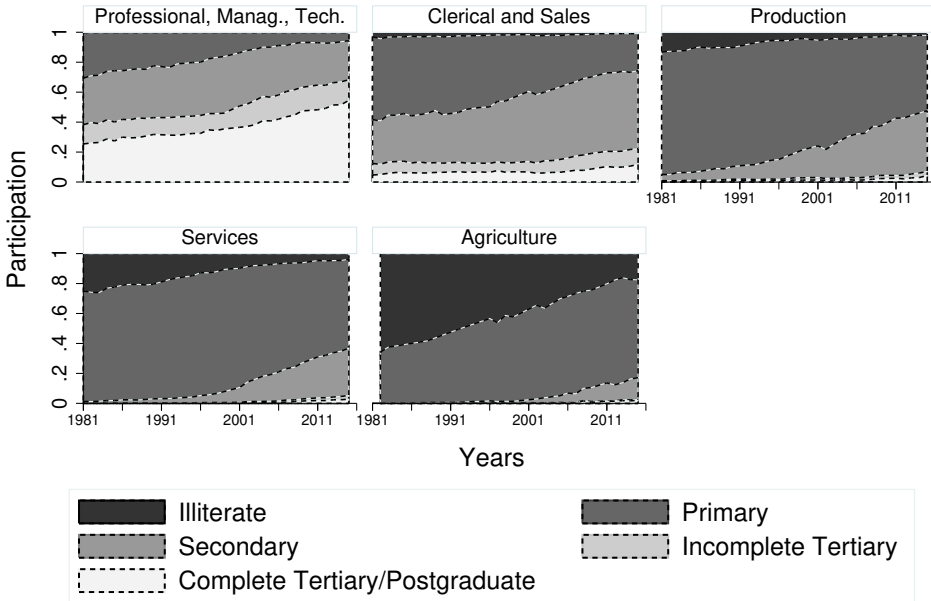 Professional, Manag., Tech.
Clerical and Sales
Production
Participation
0 .2 .4 .6 .8 1
1981 1991 2001 2011
Services
Agriculture
0 .2 .4 .6 .8 1
1981 1991 2001 2011
1981 1991 2001 2011
Years
Illiterate
Primary
Secondary
Incomplete Tertiary
Complete Tertiary/Postgraduate